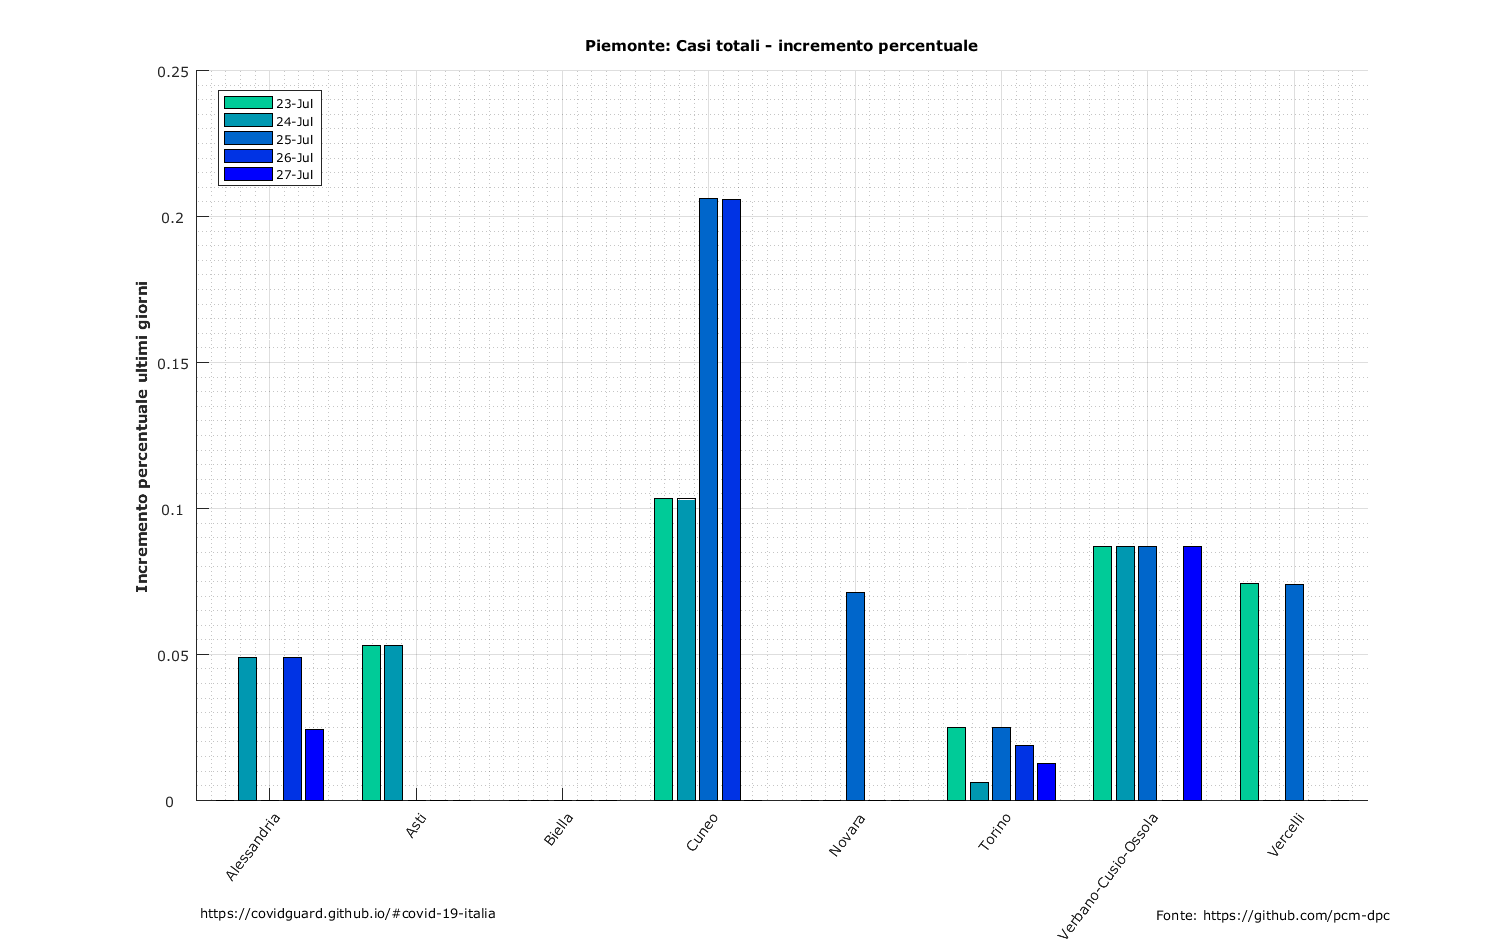 Piemonte: Casi totali - incremento percentuale
0.25
0.2
0.15
0.1
0.05
0
Incremento percentuale ultimi giorni
23-Jul
24-Jul
25-Jul
26-Jul
27-Jul
Alessandria
Asti
Biella
Cuneo
Novara
Torino
Verbano-Cusio-Ossola
Vercelli
https://covidguard.github.io/#covid-19-italia
Fonte: https://github.com/pcm-dpc